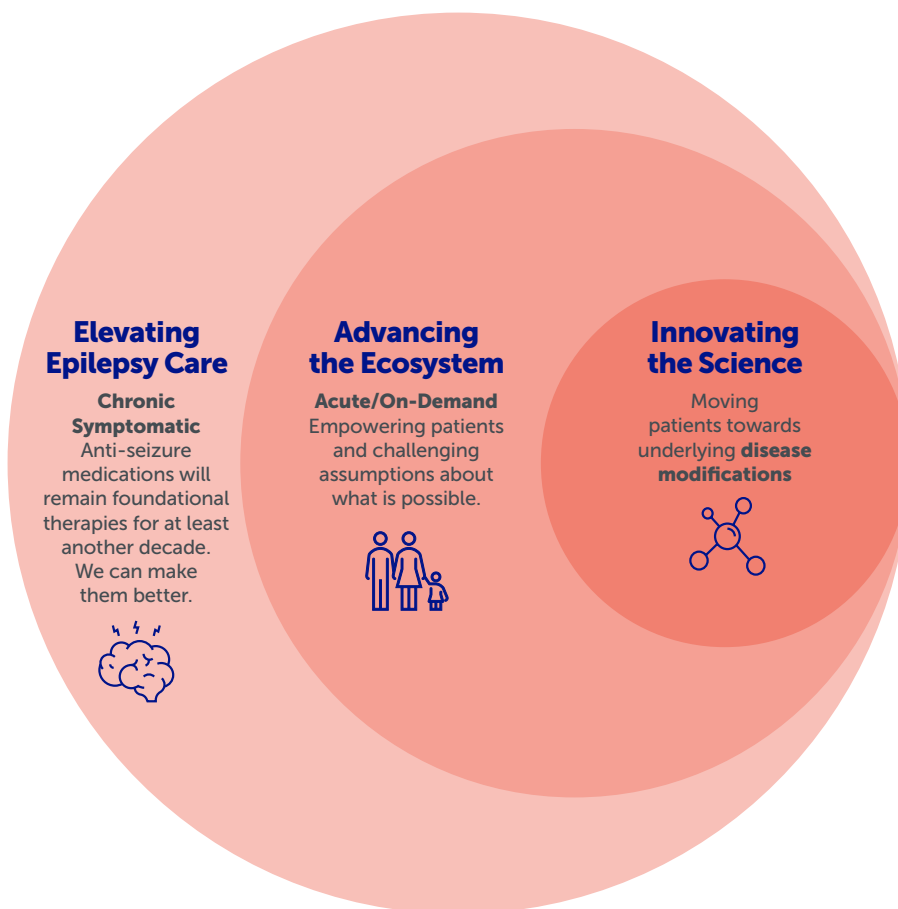 Elevating
Epilepsy Care
Chronic
Symptomatic
Anti-seizure
medications will
remain foundational
therapies for at least
another decade.
We can make
them better.
Advancing
the Ecosystem
Acute/On-Demand
Empowering patients
and challenging
assumptions about
what is possible.
Innovating
the Science
Moving
patients towards
underlying disease
modifications